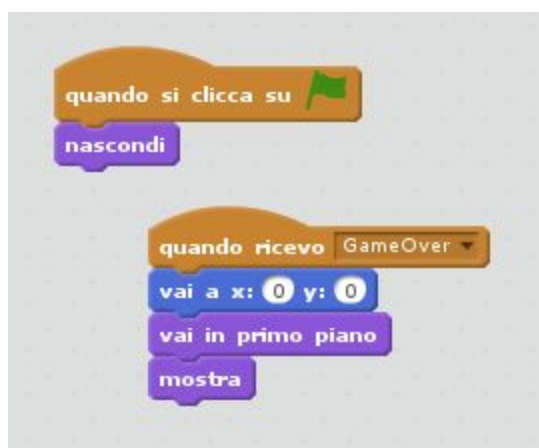 quando si clicca su
nascondi
quando ricevo GameOver
vai a x: 0 y: 0
vai in primo piano
mostra